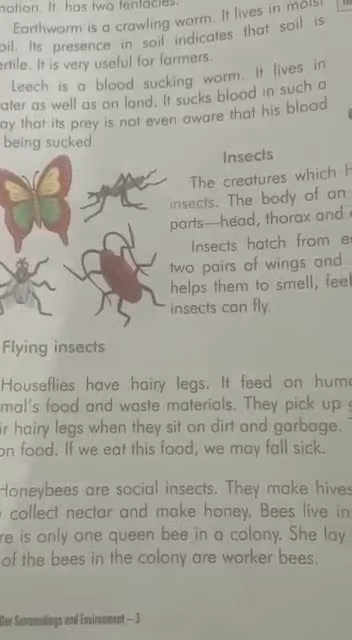 It has two tentacles.
Earthworm is a crawling worm. It lives in moist
Its presence in soil indicates that soil is
It is very useful for farmers.
Leech is a blood sucking worm. It lives in
as well as on land. It sucks blood in such a
that its prey is not even aware that his blood
being sucked
Insects
The creatures which
insects. The body of an
parts—head, thorax and
Insects hatch from
two pairs of wings and
helps them to smell, feel
insects can fly.
Flying insects
Houseflies have hairy legs. It feed on
food and waste materials. They pick up
hairy legs when they sit on dirt and garbage.
on food. If we eat this food, we may fall sick.
Honeybees are social insects. They make hives
collect nectar and make honey. Bees live in
is only one queen bee in a colony. She lay
of the bees in the colony are worker bees.
Our Surroundings and Environment – 3